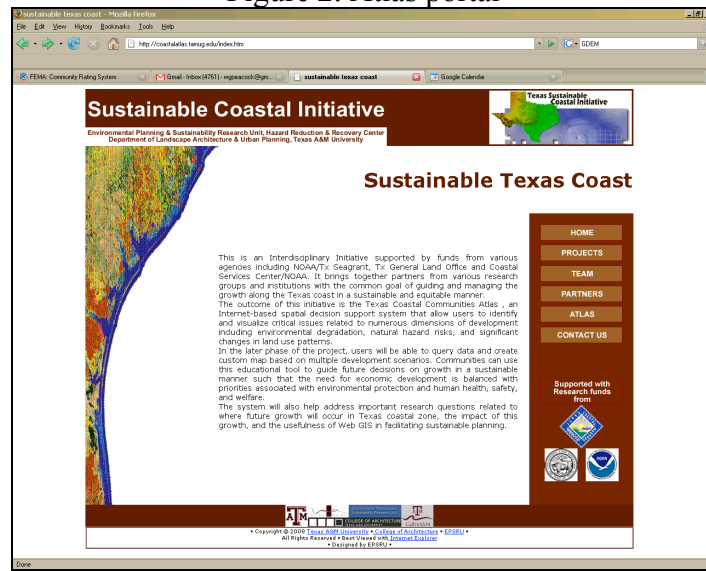 Figure 2: Atlas portal
sustainable texas coast - Mozilla Firefox
File Edit View History Bookmarks Tools Help
http://coastalatlas.tamug.edu/index.htm
GDEM
FEMA: Community Rating System
Gmail - Inbox (4761) - wgpeacock@gm...
sustainable texas coast
Google Calendar
Sustainable Coastal Initiative
Environmental Planning & Sustainability Research Unit, Hazard Reduction & Recovery Center
Department of Landscape Architecture & Urban Planning, Texas A&M University
Texas Sustainable
Coastal Initiative
Sustainable Texas Coast
This is an Interdisciplinary Initiative supported by funds from various
agencies including NOAA/Tx Seagrant, Tx General Land Office and Coastal
Services Center/NOAA. It brings together partners from various research
groups and institutions with the common goal of guiding and managing the
growth along the Texas coast in a sustainable and equitable manner.
The outcome of this initiative is the Texas Coastal Communities Atlas , an
Internet-based spatial decision support system that allow users to identify
and visualize critical issues related to numerous dimensions of development
including environmental degradation, natural hazard risks, and significant
changes in land use patterns.
In the later phase of the project, users will be able to query data and create
custom map based on multiple development scenarios. Communities can use
this educational tool to guide future decisions on growth in a sustainable
manner such that the need for economic development is balanced with
priorities associated with environmental protection and human health, safety,
and welfare.
The system will also help address important research questions related to
where future growth will occur in Texas coastal zone, the impact of this
growth, and the usefulness of Web GIS in facilitating sustainable planning.
HOME
PROJECTS
TEAM
PARTNERS
ATLAS
CONTACT US
Supported with
Research funds
from
NOAA
COLLEGE OF ARCHITECTURE
Galveston
• Copyright @ 2008 Texas A&M University • College of Architecture • EPSRU •
All Rights Reserved • Best Viewed with Internet Explorer
• Designed by EPSRU •
Done